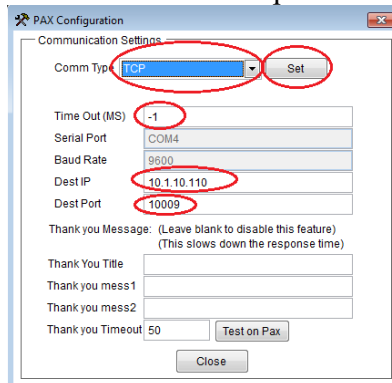 PAX Configuration
Communication Settings
Comm Type TCP Set
Time Out (MS) -1
Serial Port COM4
Baud Rate 9600
Dest IP 10.1.10.110
Dest Port 10009
Thank you Message: (Leave blank to disable this feature)
(This slows down the response time)
Thank You Title
Thank you mess1
Thank you mess2
Thank you Timeout 50 Test on Pax
Close